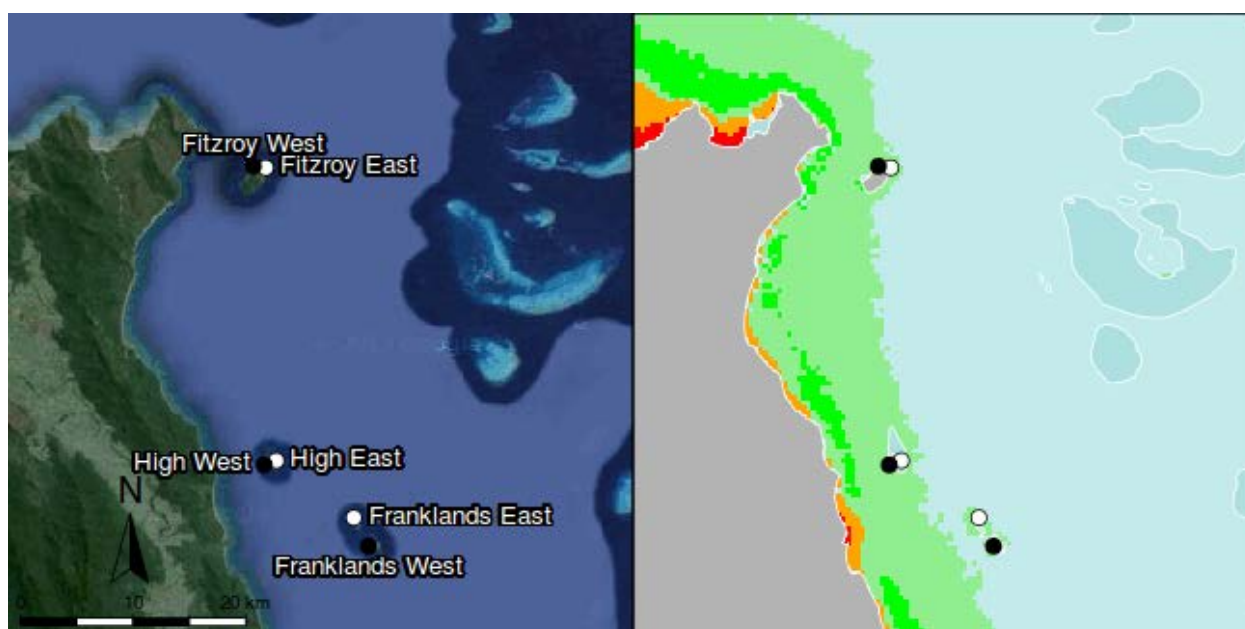 Fitzroy West
Fitzroy East
High West
High East
N
Franklands East
Franklands West
0 10 20 km